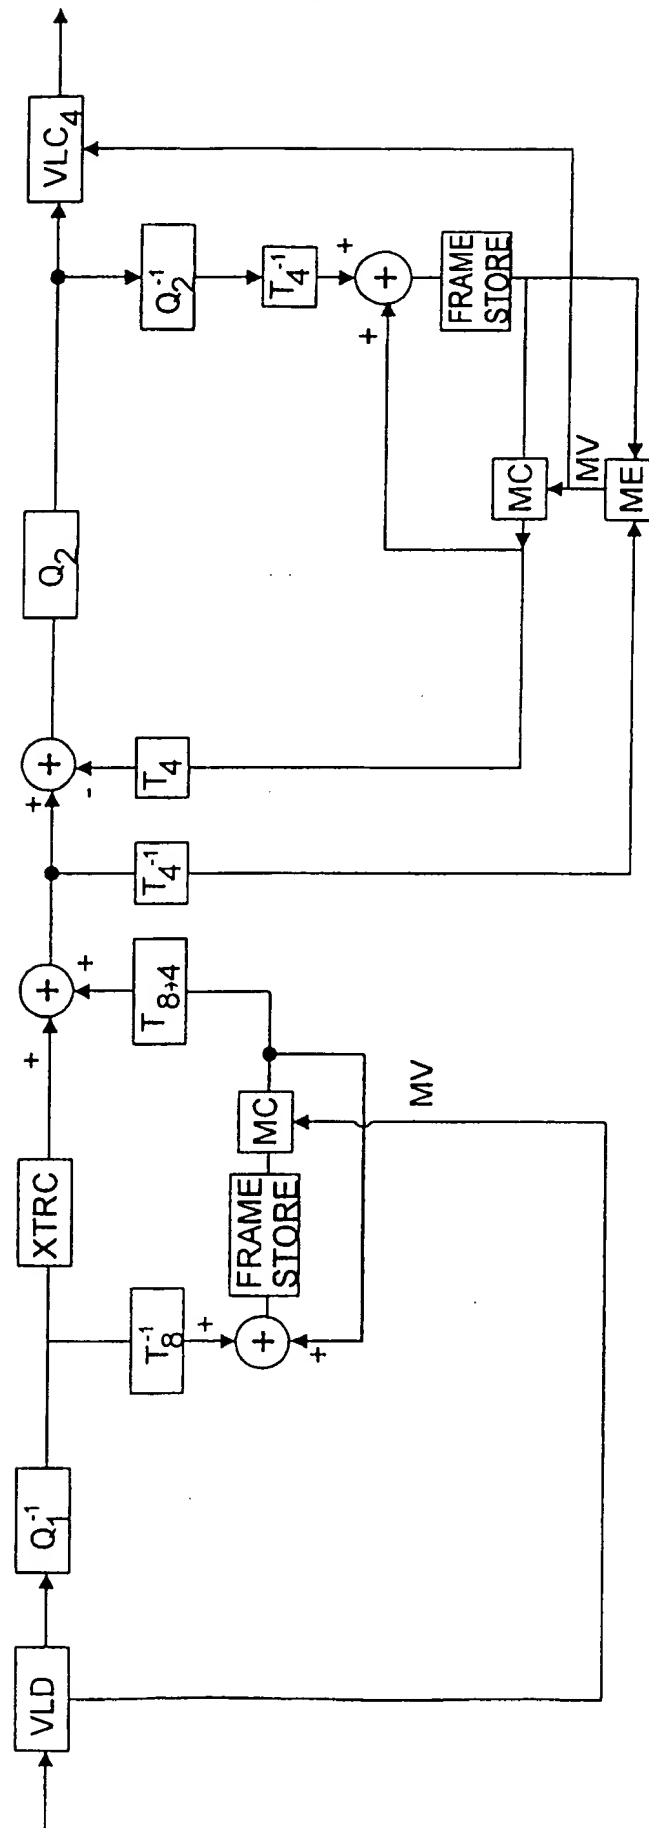 VLD
Q₁⁻¹
XTRC
+
+
+
+
Q₂
VLC₄
T₈⁻¹
+
+
+
FRAME
STORE
MC
T₈→₄
+
T₄⁻¹
T₄
-
MV
Q₂⁻¹
T₄⁻¹
+
+
+
FRAME
STORE
MC
MV
ME